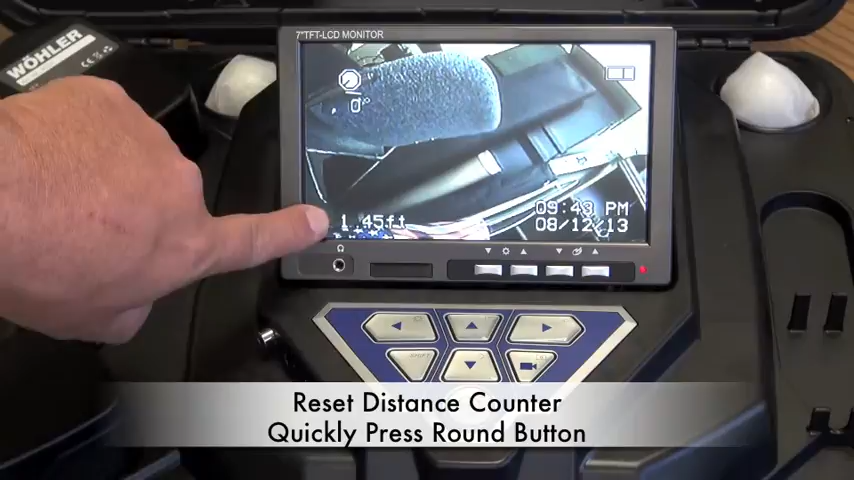 WÖHLER
7"TFT-LCD MONITOR
0°
1.45ft
09:43 PM
08/12/13
SHIFT
Reset Distance Counter
Quickly Press Round Button